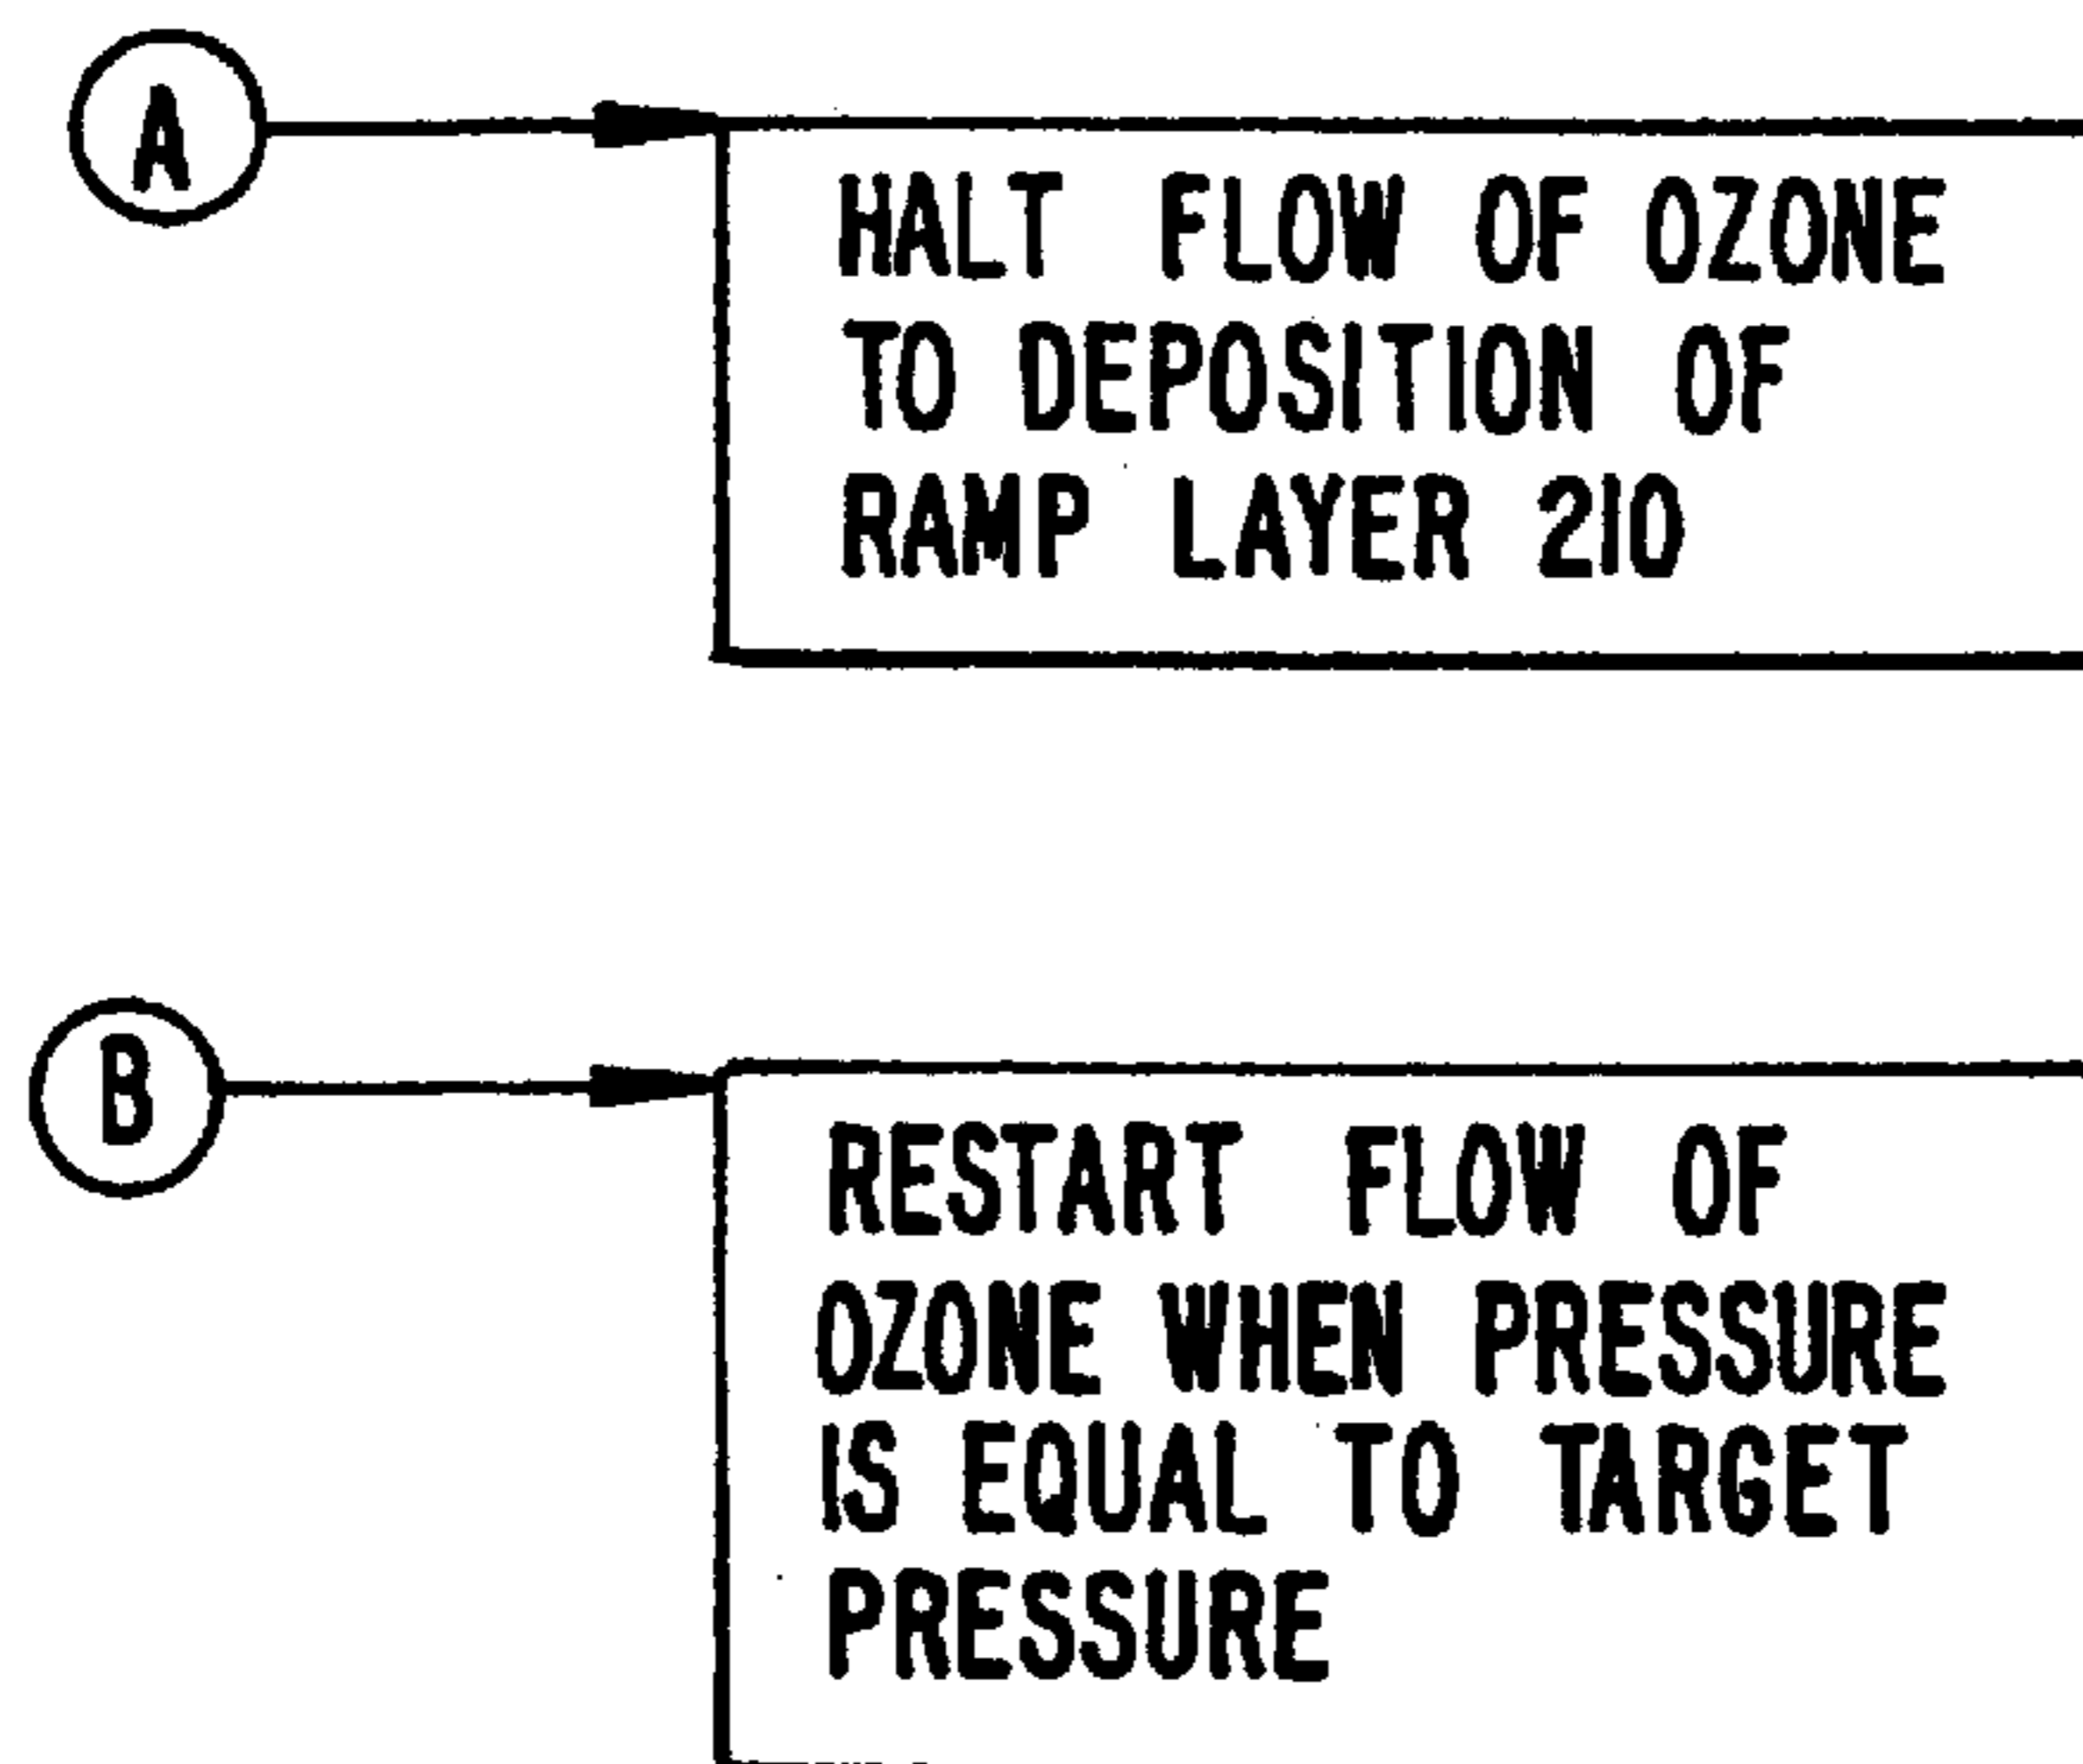 A
HALT FLOW OF OZONE
TO DEPOSITION OF
RAMP LAYER 210
B
RESTART FLOW OF
OZONE WHEN PRESSURE
IS EQUAL TO TARGET
PRESSURE